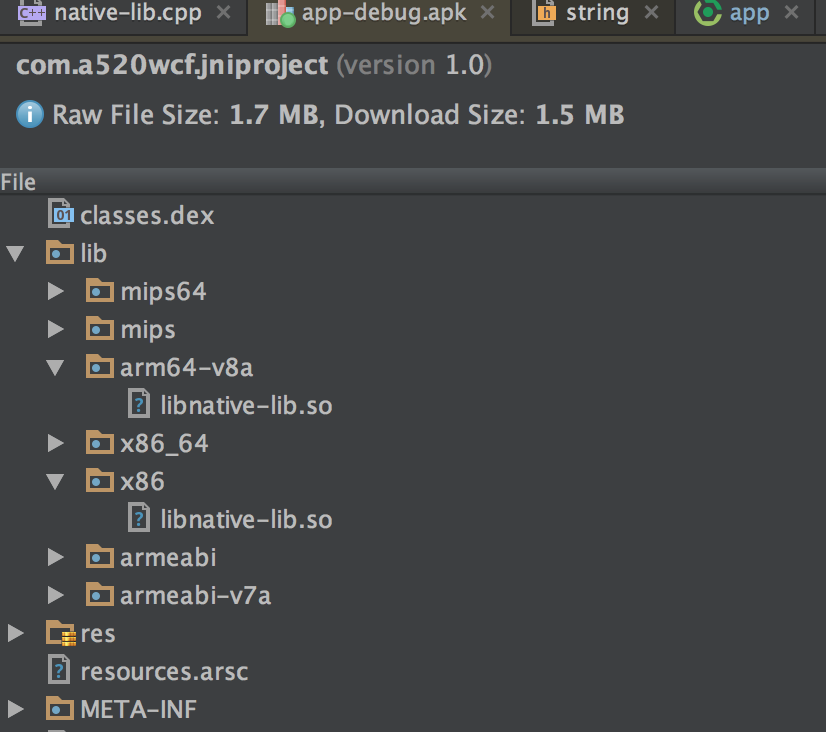 C++ native-lib.cpp app-debug.apk h string app
com.a520wcf.jniproject (version 1.0)
i Raw File Size: 1.7 MB, Download Size: 1.5 MB
File
01 classes.dex
lib
mips64
mips
arm64-v8a
? libnative-lib.so
x86_64
x86
? libnative-lib.so
armeabi
armeabi-v7a
res
? resources.arsc
META-INF